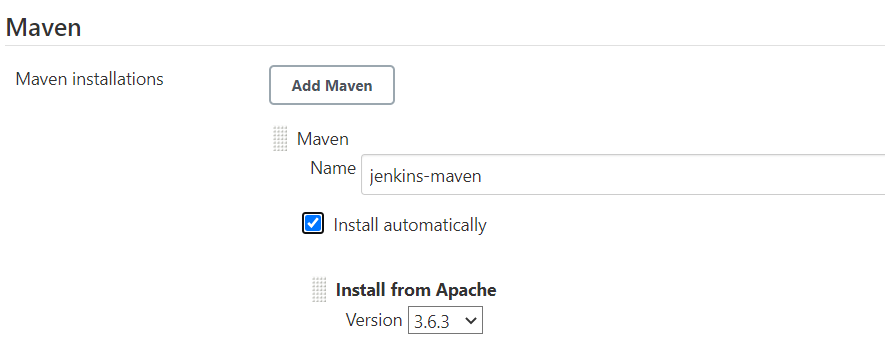 Maven
Maven installations
Add Maven
Maven
Name jenkins-maven
Install automatically
Install from Apache
Version 3.6.3